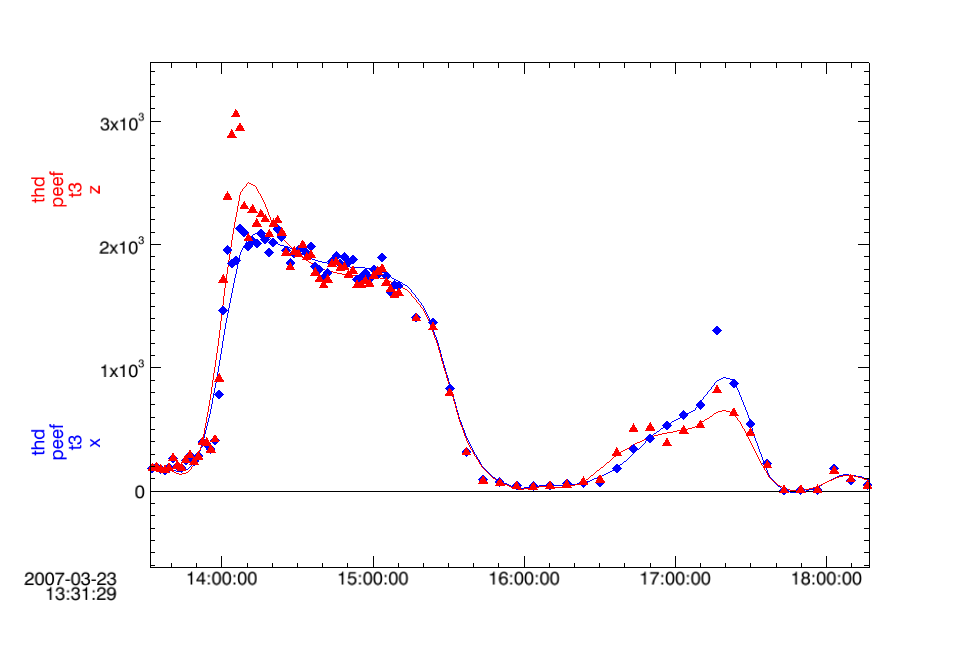 3x10³
thd
peef
t3
z
2x10³
1x10³
thd
peef
t3
x
0
2007-03-23
13:31:29
14:00:00
15:00:00
16:00:00
17:00:00
18:00:00